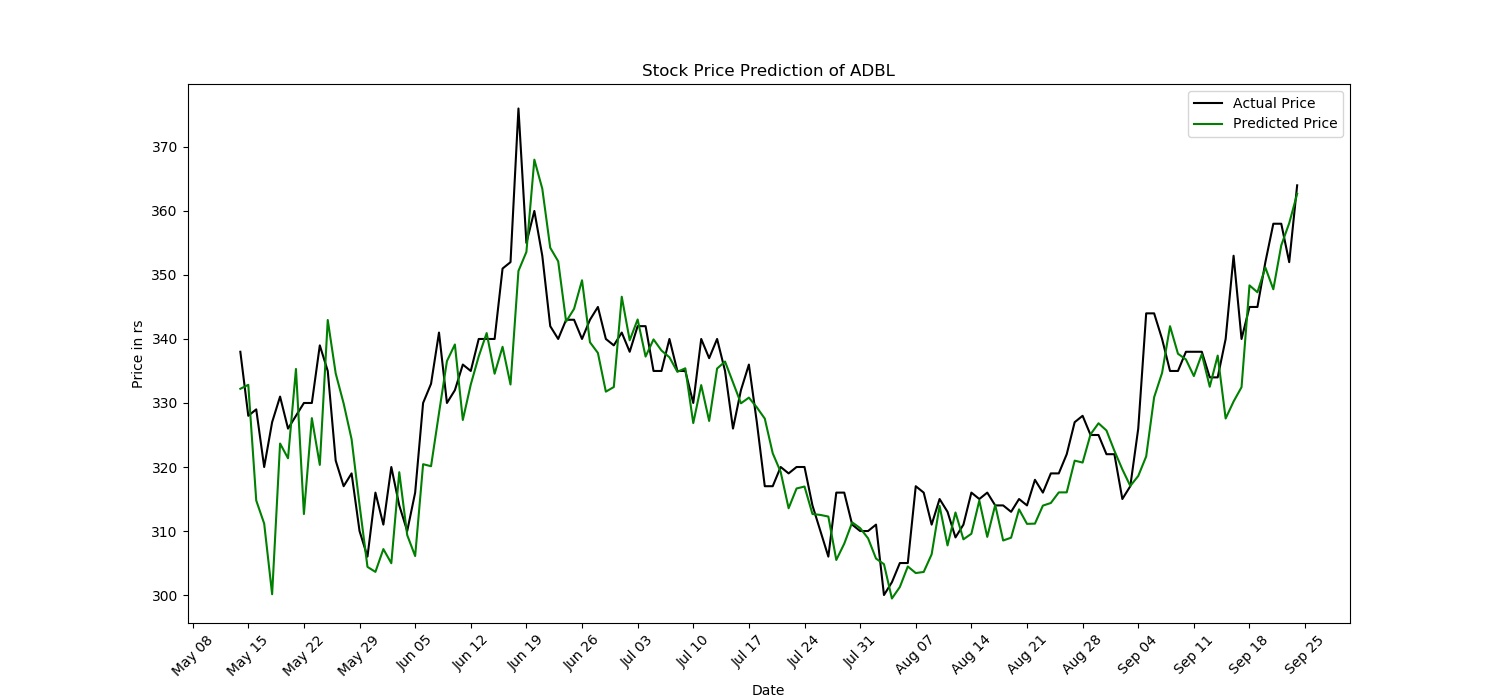 Stock Price Prediction of ADBL
Actual Price
Predicted Price
370
360
350
340
330
320
310
300
Price in rs
May 08
May 15
May 22
May 29
Jun 05
Jun 12
Jun 19
Jun 26
Jul 03
Jul 10
Jul 17
Jul 24
Jul 31
Aug 07
Aug 14
Aug 21
Aug 28
Sep 04
Sep 11
Sep 18
Sep 25
Date